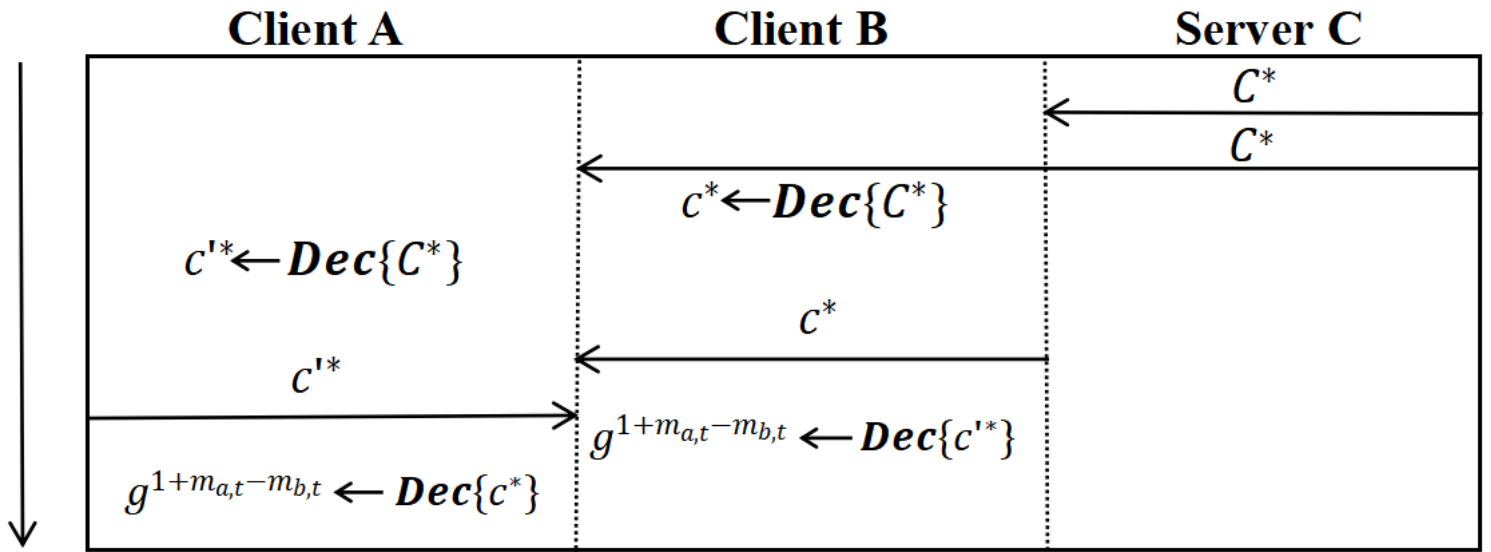 Client A Client B Server C
C*
C*
c* ← Dec{C*}
c'* ← Dec{C*}
c*
c'*
g^{1+m_{a,t}-m_{b,t}} ← Dec{c'*}
g^{1+m_{a,t}-m_{b,t}} ← Dec{c*}